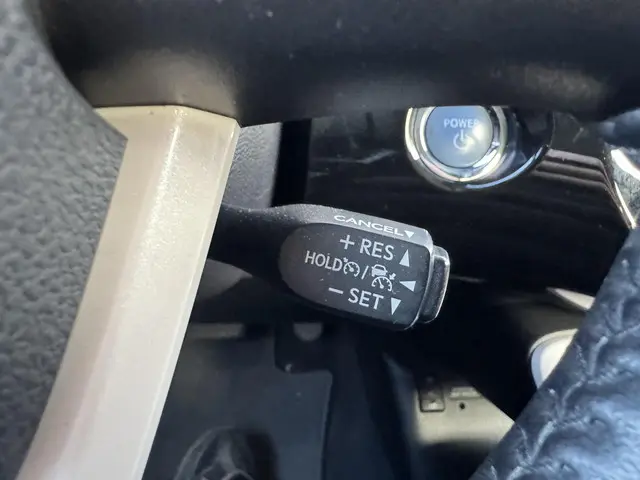 POWER
CANCEL▼
+ RES ▲
HOLD /
− SET ▼